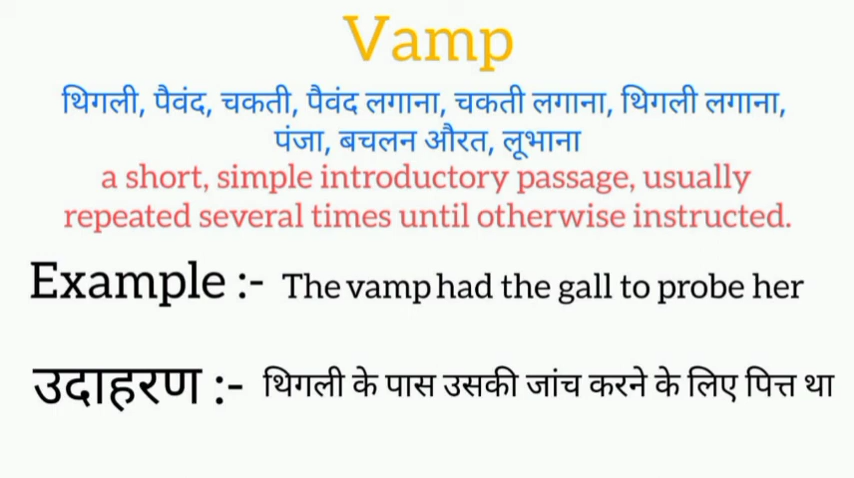 Vamp
थिगली, पैवंद, चकती, पैवंद लगाना, चकती लगाना, थिगली लगाना,
पंजा, बचलन औरत, लूभाना
a short, simple introductory passage, usually
repeated several times until otherwise instructed.
Example :- The vamp had the gall to probe her
उदाहरण :- थिगली के पास उसकी जांच करने के लिए पित्त था